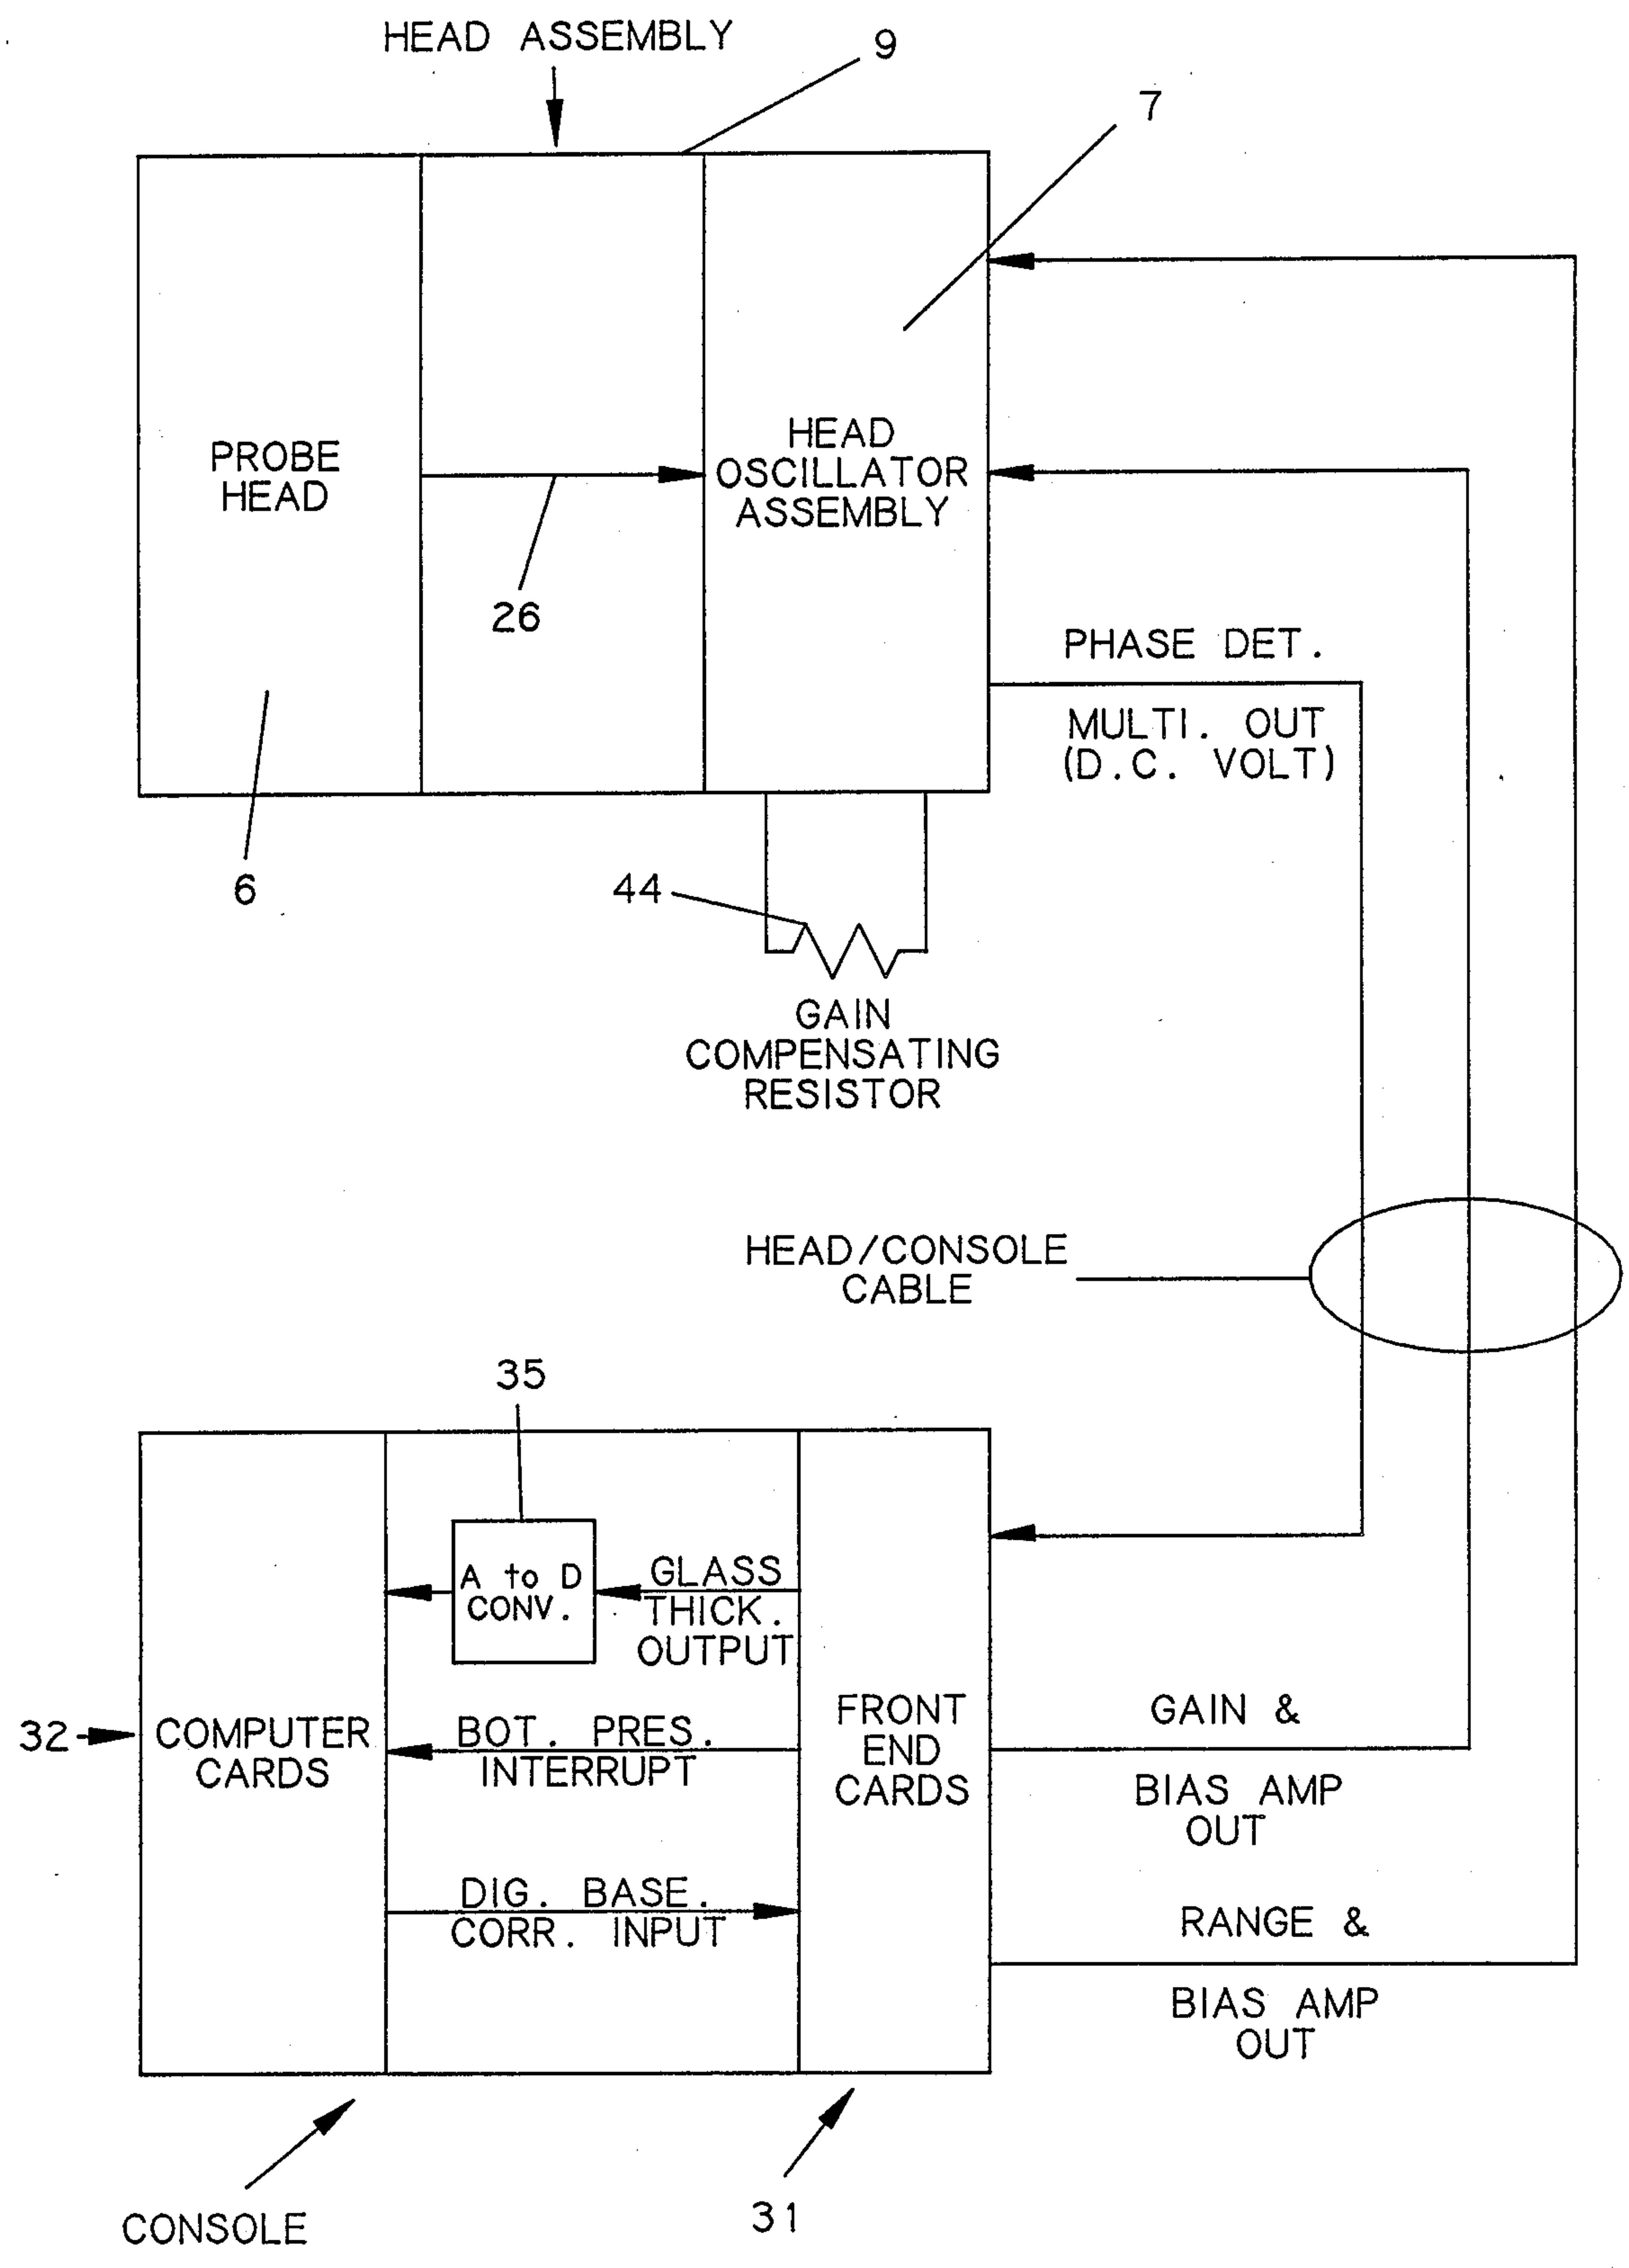 HEAD ASSEMBLY
9
7
PROBE
HEAD
HEAD
OSCILLATOR
ASSEMBLY
26
PHASE DET.
MULTI. OUT
(D.C. VOLT)
6
44
GAIN
COMPENSATING
RESISTOR
HEAD/CONSOLE
CABLE
35
A to D
CONV.
GLASS
THICK.
OUTPUT
32
COMPUTER
CARDS
BOT. PRES.
INTERRUPT
FRONT
END
CARDS
GAIN &
BIAS AMP
OUT
DIG. BASE.
CORR. INPUT
RANGE &
BIAS AMP
OUT
CONSOLE
31